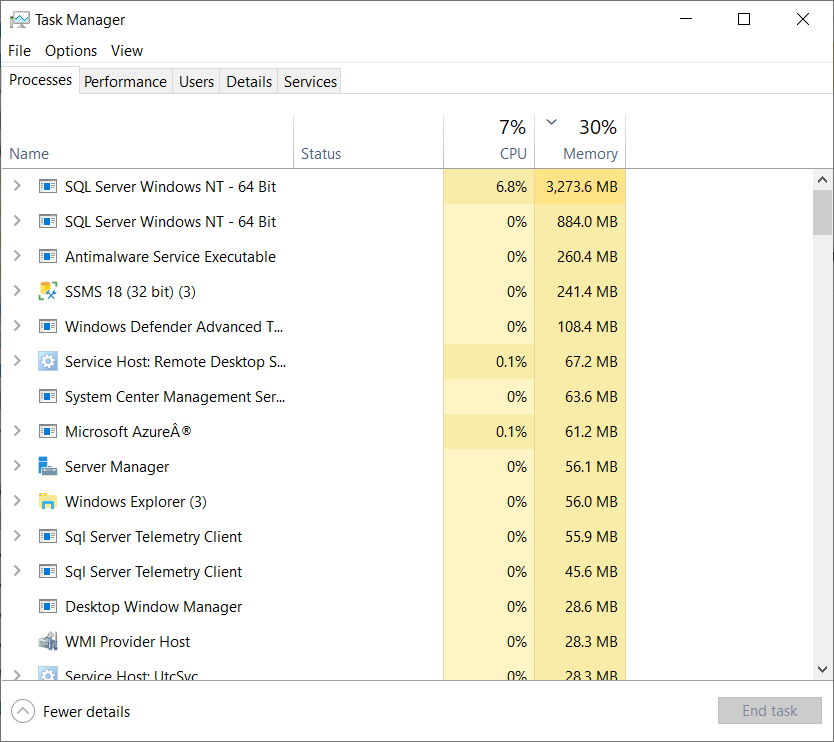 Task Manager
File Options View
Processes Performance Users Details Services
7% 30%
Name Status CPU Memory
SQL Server Windows NT - 64 Bit 6.8% 3,273.6 MB
SQL Server Windows NT - 64 Bit 0% 884.0 MB
Antimalware Service Executable 0% 260.4 MB
SSMS 18 (32 bit) (3) 0% 241.4 MB
Windows Defender Advanced T... 0% 108.4 MB
Service Host: Remote Desktop S... 0.1% 67.2 MB
System Center Management Ser... 0% 63.6 MB
Microsoft AzureÂ® 0.1% 61.2 MB
Server Manager 0% 56.1 MB
Windows Explorer (3) 0% 56.0 MB
Sql Server Telemetry Client 0% 55.9 MB
Sql Server Telemetry Client 0% 45.6 MB
Desktop Window Manager 0% 28.6 MB
WMI Provider Host 0% 28.3 MB
Service Host: UtcSvc 0% 28.3 MB
Fewer details End task